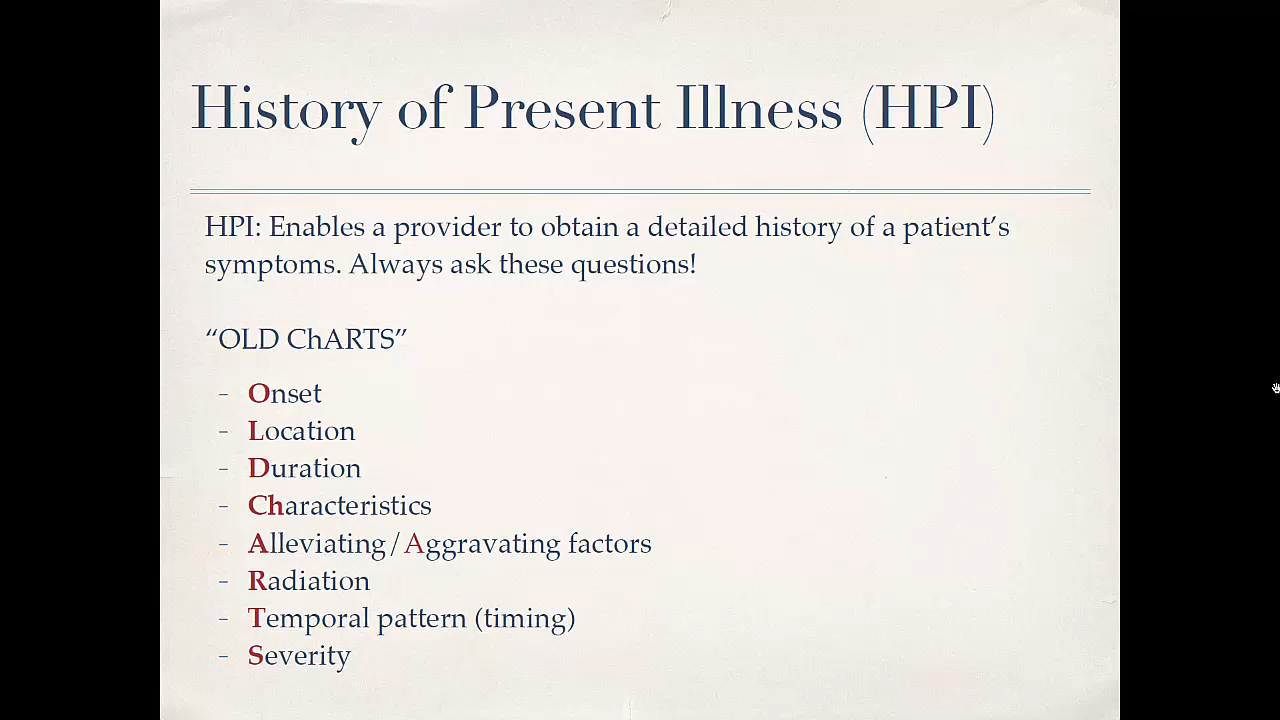 History of Present Illness (HPI)
HPI: Enables a provider to obtain a detailed history of a patient’s
symptoms. Always ask these questions!
“OLD ChARTS”
- Onset
- Location
- Duration
- Characteristics
- Alleviating/Aggravating factors
- Radiation
- Temporal pattern (timing)
- Severity